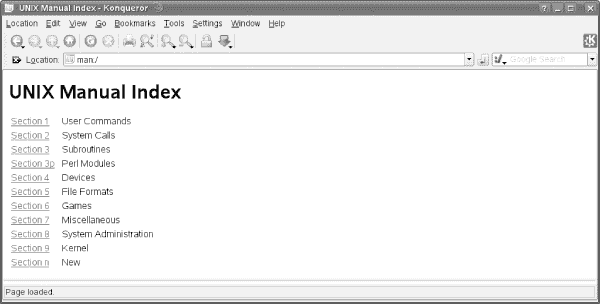 UNIX Manual Index - Konqueror
Location Edit View Go Bookmarks Tools Settings Window Help
Location: man:/ Google Search
UNIX Manual Index
Section 1 User Commands
Section 2 System Calls
Section 3 Subroutines
Section 3p Perl Modules
Section 4 Devices
Section 5 File Formats
Section 6 Games
Section 7 Miscellaneous
Section 8 System Administration
Section 9 Kernel
Section n New
Page loaded.